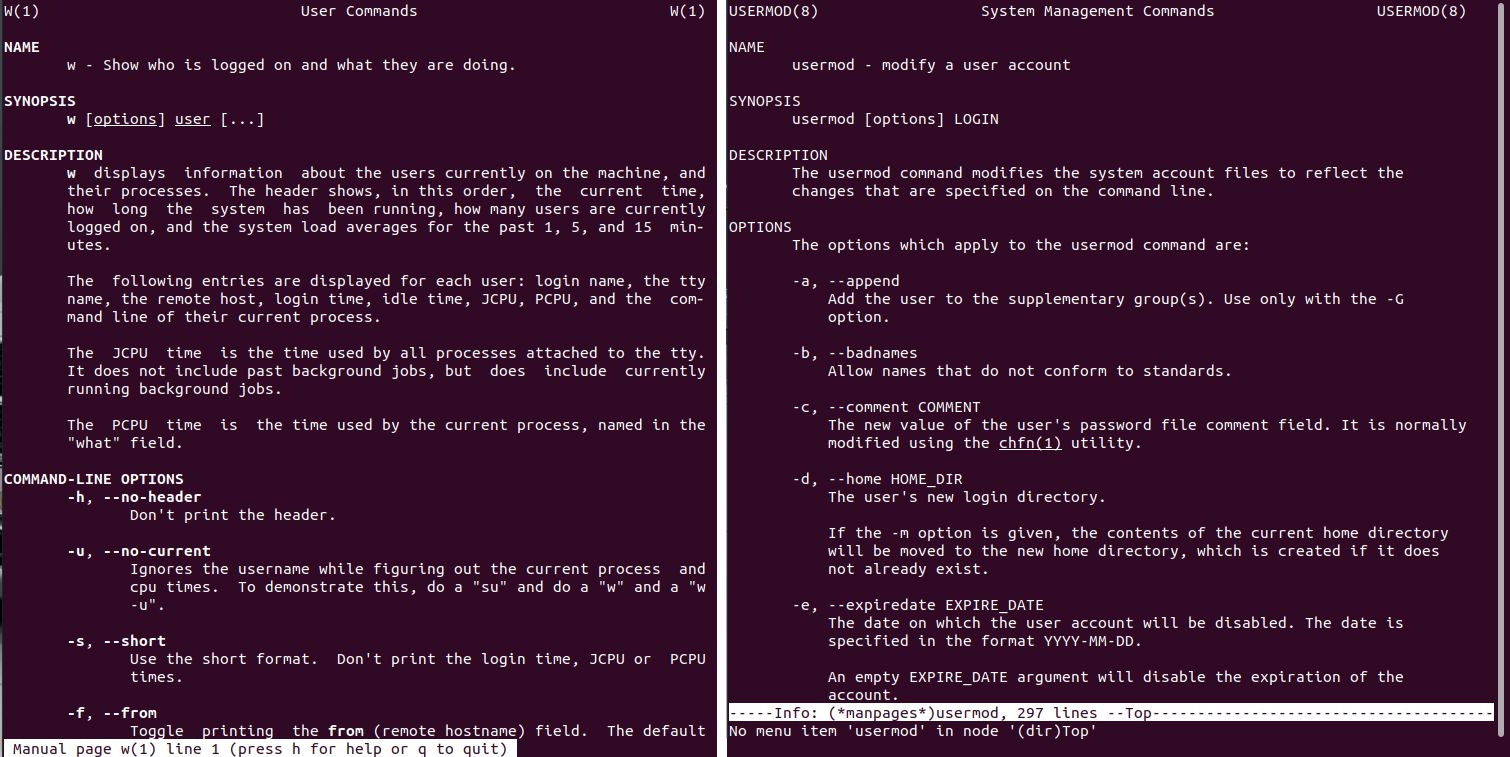 W(1)                             User Commands                            W(1)
NAME
       w - Show who is logged on and what they are doing.
SYNOPSIS
       w [options] user [...]
DESCRIPTION
       w  displays  information  about the users currently on the machine, and
       their processes.  The header shows, in this order,  the  current  time,
       how  long  the  system  has  been running, how many users are currently
       logged on, and the system load averages for the past 1, 5, and 15  min-
       utes.
       The  following entries are displayed for each user: login name, the tty
       name, the remote host, login time, idle time, JCPU, PCPU, and the  com-
       mand line of their current process.
       The  JCPU  time  is the time used by all processes attached to the tty.
       It does not include past background jobs, but  does  include  currently
       running background jobs.
       The  PCPU  time  is  the time used by the current process, named in the
       "what" field.
COMMAND-LINE OPTIONS
       -h, --no-header
              Don't print the header.
       -u, --no-current
              Ignores the username while figuring out the current process  and
              cpu times.  To demonstrate this, do a "su" and do a "w" and a "w
              -u".
       -s, --short
              Use the short format.  Don't print the login time, JCPU or  PCPU
              times.
       -f, --from
              Toggle  printing  the from (remote hostname) field.  The default
 Manual page w(1) line 1 (press h for help or q to quit)
USERMOD(8)                  System Management Commands                  USERMOD(8)
NAME
       usermod - modify a user account
SYNOPSIS
       usermod [options] LOGIN
DESCRIPTION
       The usermod command modifies the system account files to reflect the
       changes that are specified on the command line.
OPTIONS
       The options which apply to the usermod command are:
       -a, --append
           Add the user to the supplementary group(s). Use only with the -G
           option.
       -b, --badnames
           Allow names that do not conform to standards.
       -c, --comment COMMENT
           The new value of the user's password file comment field. It is normally
           modified using the chfn(1) utility.
       -d, --home HOME_DIR
           The user's new login directory.
           If the -m option is given, the contents of the current home directory
           will be moved to the new home directory, which is created if it does
           not already exist.
       -e, --expiredate EXPIRE_DATE
           The date on which the user account will be disabled. The date is
           specified in the format YYYY-MM-DD.
           An empty EXPIRE_DATE argument will disable the expiration of the
           account.
-----Info: (*manpages*)usermod, 297 lines --Top-------------------------------------------
No menu item 'usermod' in node '(dir)Top'